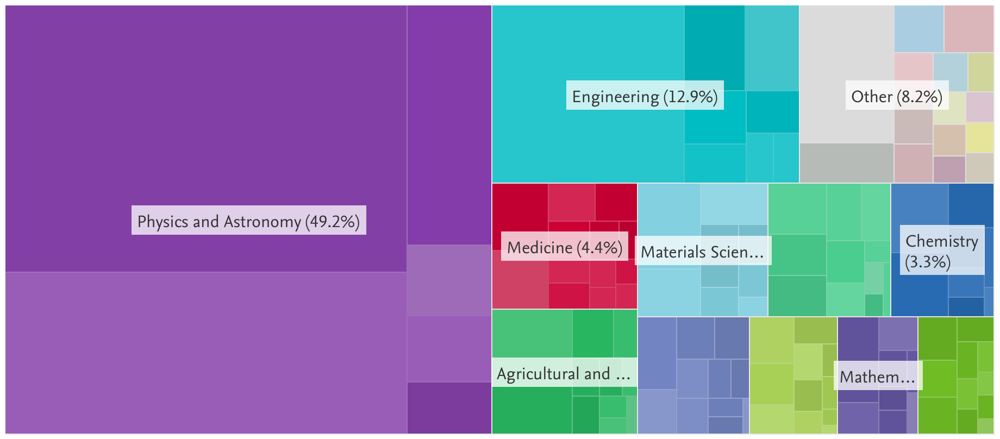 Engineering (12.9%)
Other (8.2%)
Physics and Astronomy (49.2%)
Medicine (4.4%)
Materials Scien...
Chemistry
(3.3%)
Agricultural and ...
Mathem...